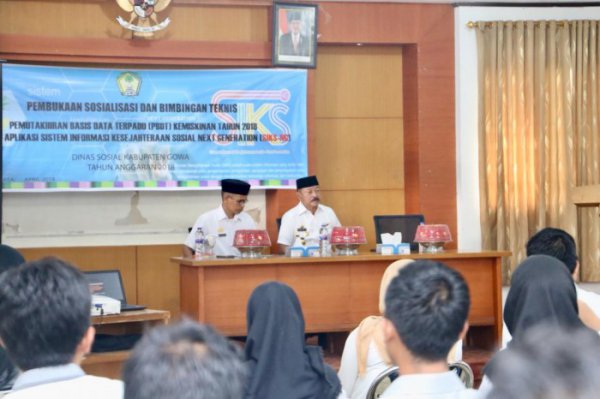 sistem
PEMBUKAAN SOSIALISASI DAN BIMBINGAN TEKNIS
PEMUTAKHIRAN BASIS DATA TERPADU (PBDT) KEMISKINAN TAHUN 2018
APLIKASI SISTEM INFORMASI KESEJAHTERAAN SOSIAL NEXT GENERATION (SIKS-NG)
SIKS
DINAS SOSIAL KABUPATEN GOWA
TAHUN ANGGARAN 2018